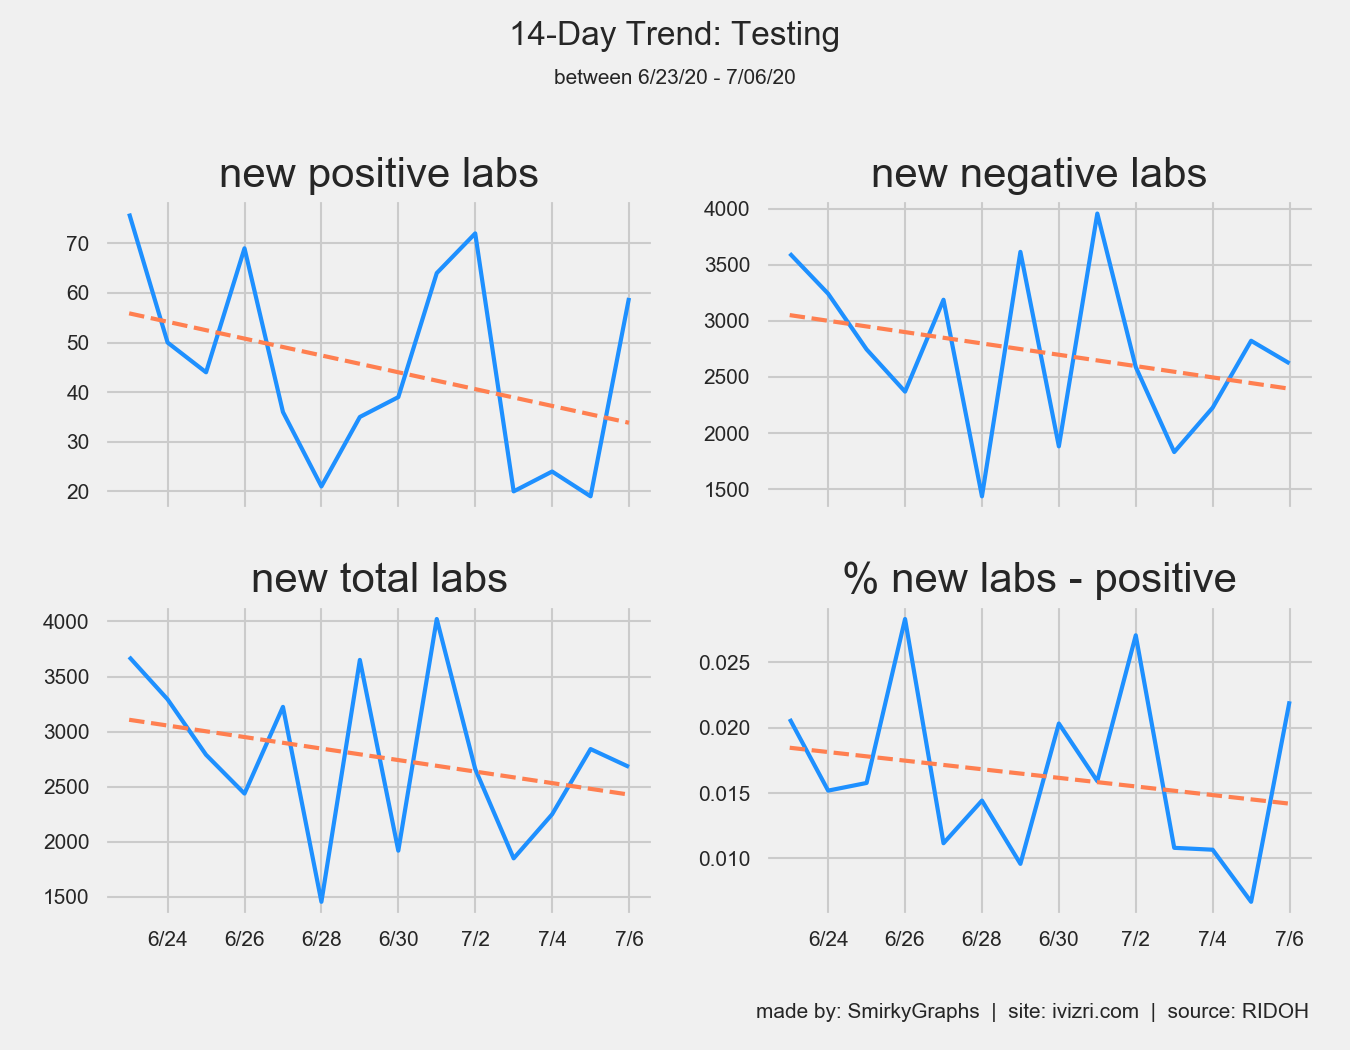 14-Day Trend: Testing
between 6/23/20 - 7/06/20
new positive labs
70
60
50
40
30
20
new negative labs
4000
3500
3000
2500
2000
1500
new total labs
4000
3500
3000
2500
2000
1500
6/24 6/26 6/28 6/30 7/2 7/4 7/6
% new labs - positive
0.025
0.020
0.015
0.010
6/24 6/26 6/28 6/30 7/2 7/4 7/6
made by: SmirkyGraphs | site: ivizri.com | source: RIDOH